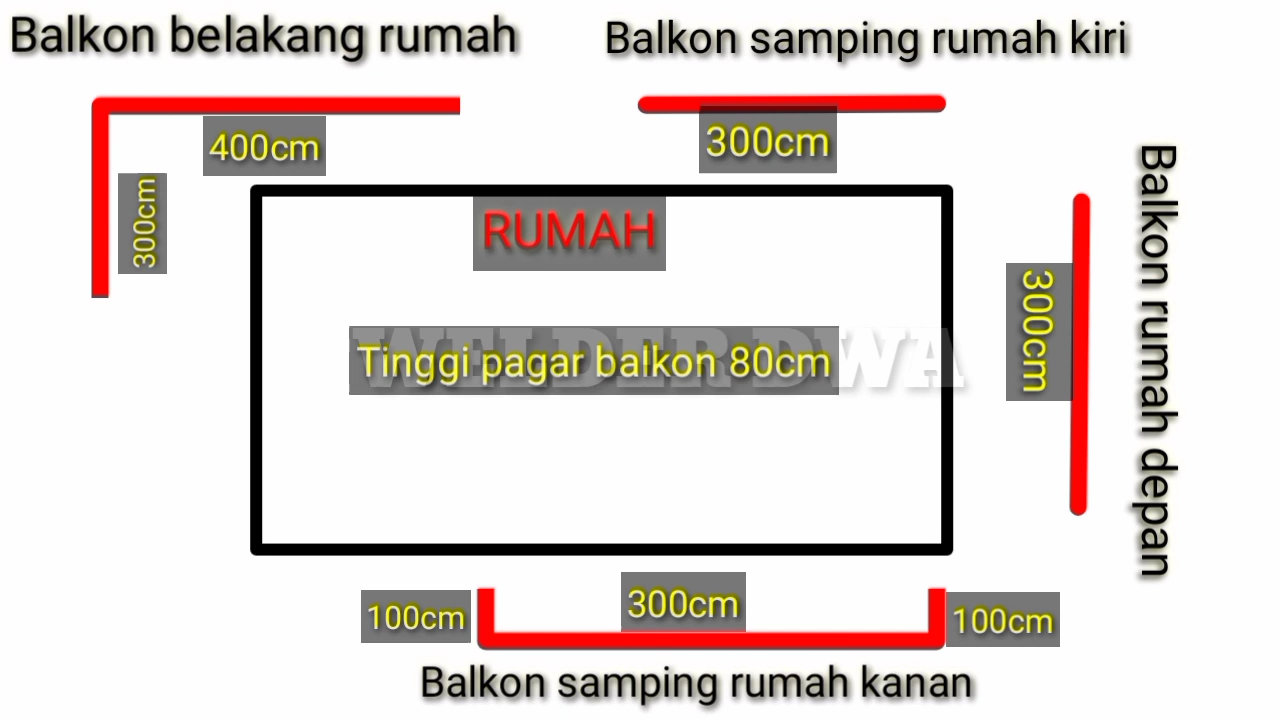 Balkon belakang rumah
Balkon samping rumah kiri
400cm
300cm
300cm
RUMAH
Balkon rumah depan
300cm
WELDER DWA
Tinggi pagar balkon 80cm
100cm
300cm
100cm
Balkon samping rumah kanan